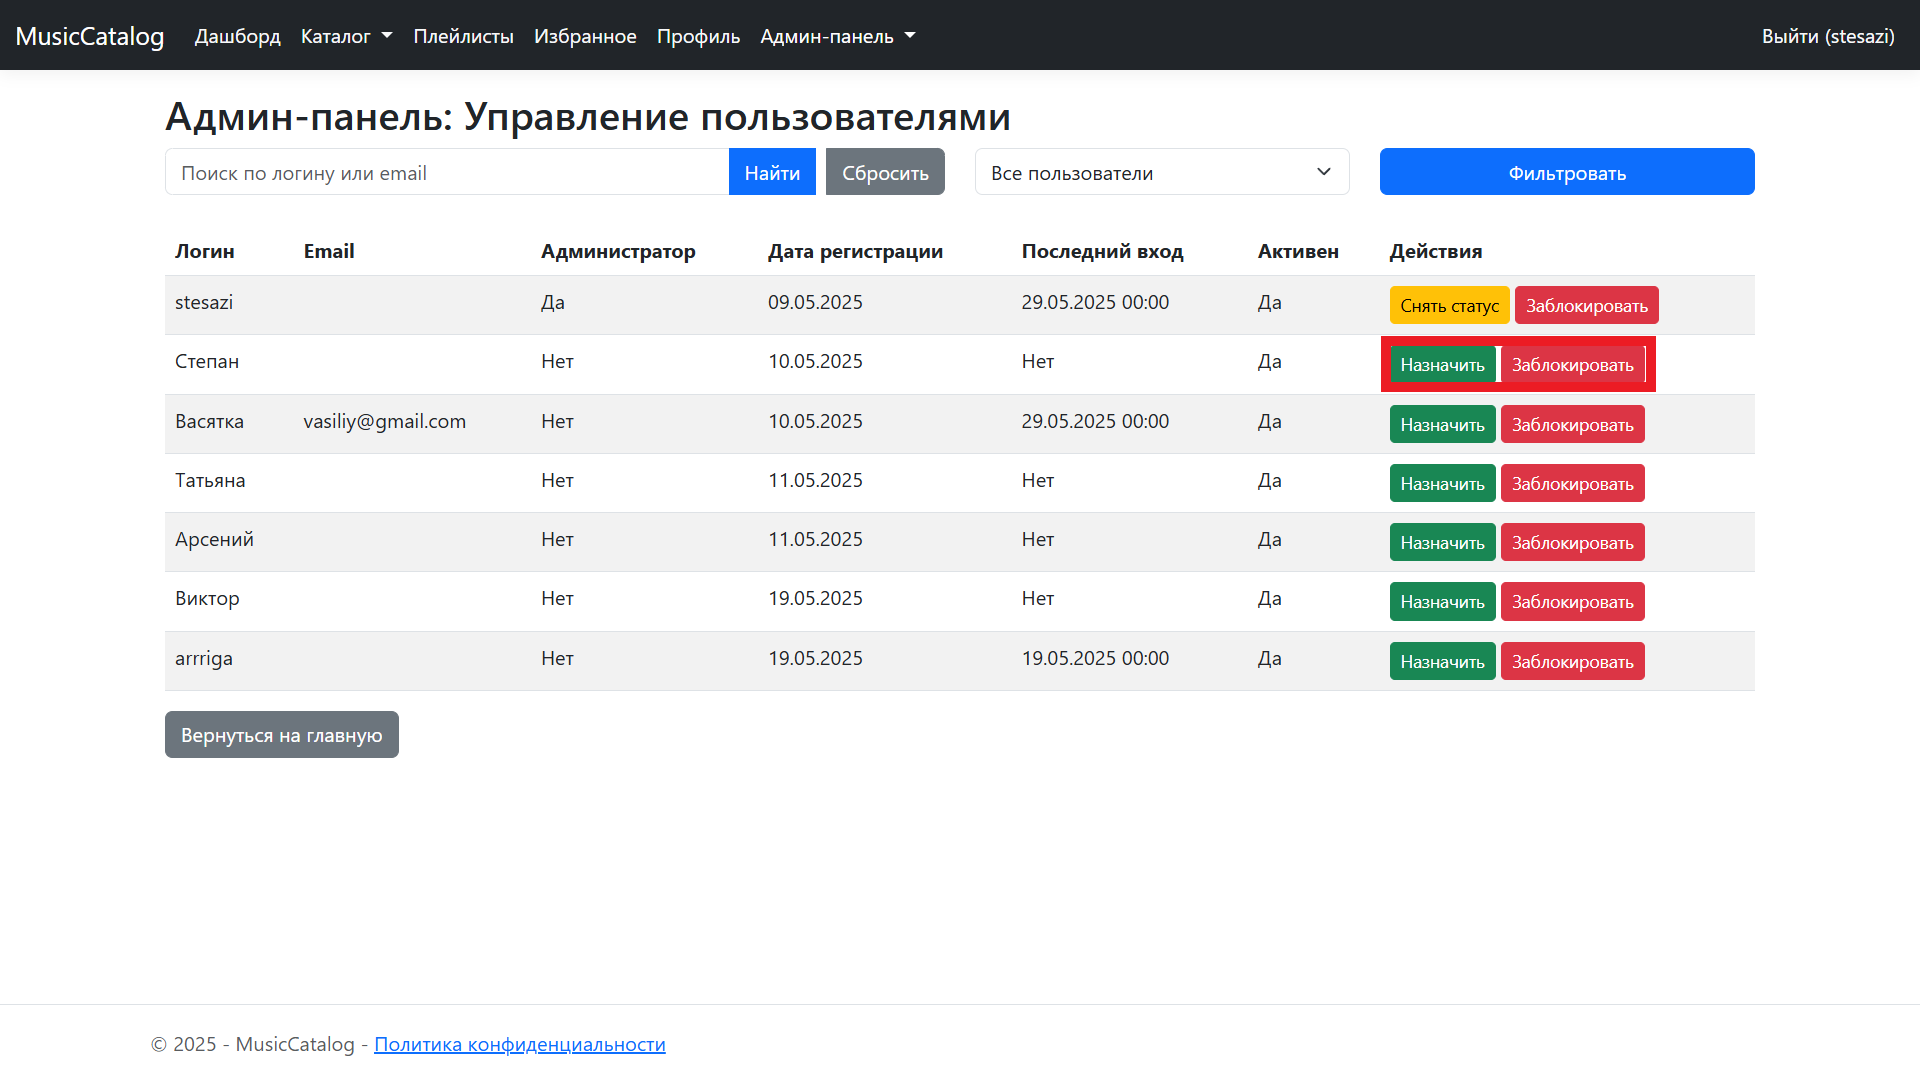 MusicCatalog Дашборд Каталог Плейлисты Избранное Профиль Админ-панель Выйти (stesazi)
Админ-панель: Управление пользователями
Поиск по логину или email Найти Сбросить Все пользователи Фильтровать
Логин Email Администратор Дата регистрации Последний вход Активен Действия
stesazi Да 09.05.2025 29.05.2025 00:00 Да Снять статус Заблокировать
Степан Нет 10.05.2025 Нет Да Назначить Заблокировать
Васятка vasiliy@gmail.com Нет 10.05.2025 29.05.2025 00:00 Да Назначить Заблокировать
Татьяна Нет 11.05.2025 Нет Да Назначить Заблокировать
Арсений Нет 11.05.2025 Нет Да Назначить Заблокировать
Виктор Нет 19.05.2025 Нет Да Назначить Заблокировать
arrriga Нет 19.05.2025 19.05.2025 00:00 Да Назначить Заблокировать
Вернуться на главную
© 2025 - MusicCatalog - Политика конфиденциальности